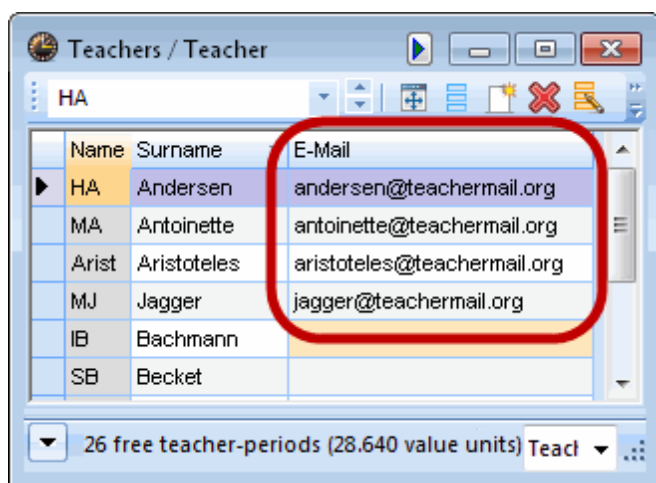 Teachers / Teacher
HA
Name Surname E-Mail
HA Andersen andersen@teachermail.org
MA Antoinette antoinette@teachermail.org
Arist Aristoteles aristoteles@teachermail.org
MJ Jagger jagger@teachermail.org
IB Bachmann
SB Becket
26 free teacher-periods (28.640 value units) Teach